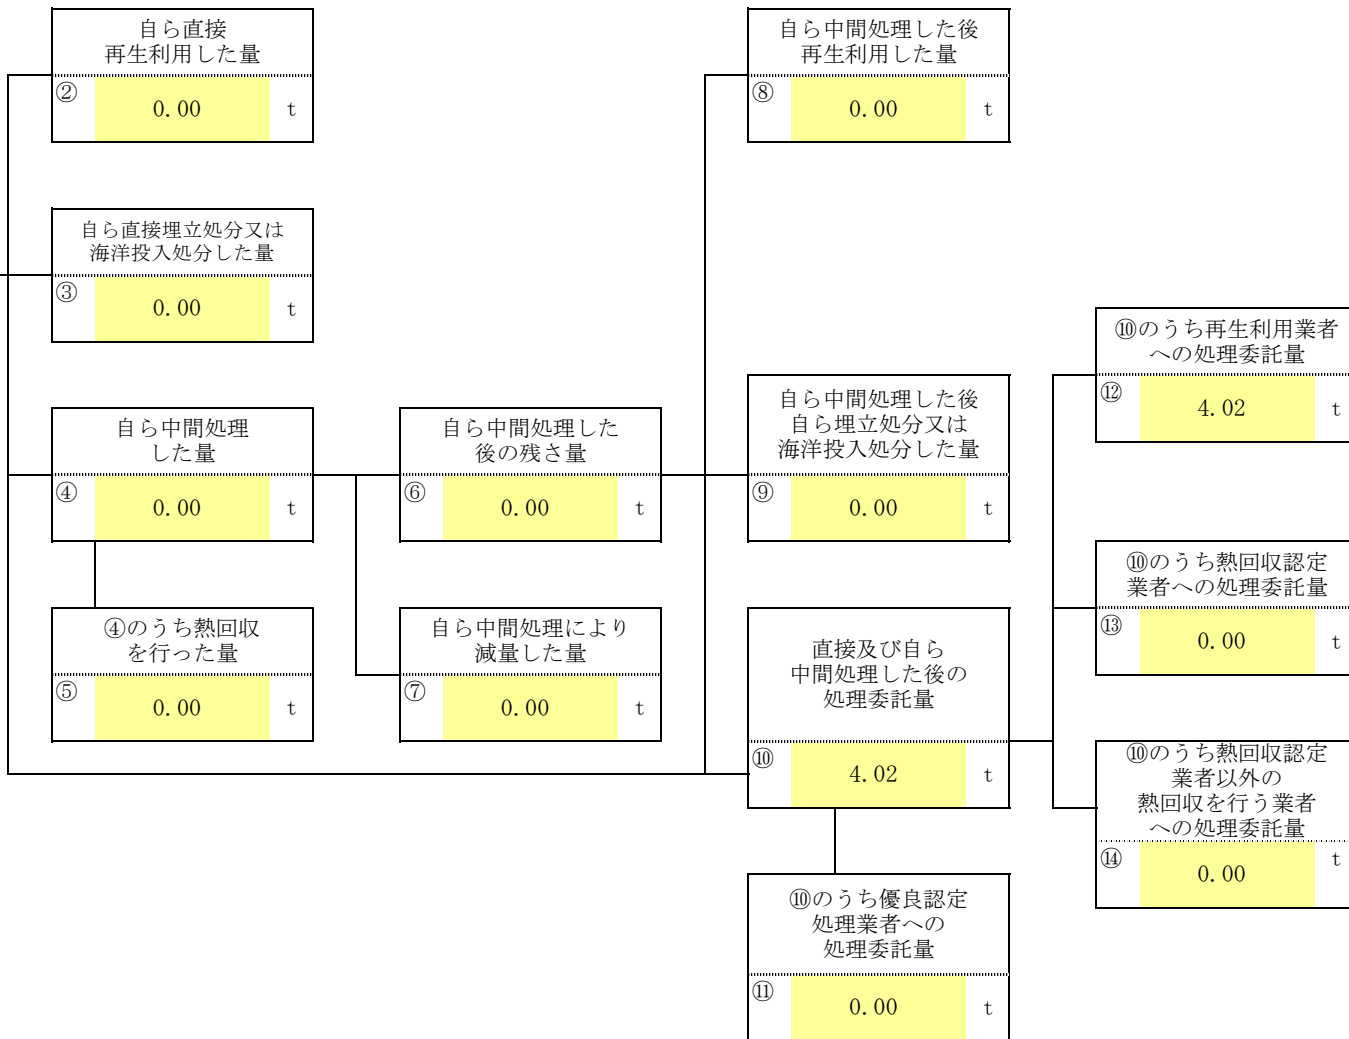 自ら直接
再生利用した量
②
0.00
t
自ら中間処理した後
再生利用した量
⑧
0.00
t
自ら直接埋立処分又は
海洋投入処分した量
③
0.00
t
⑩のうち再生利用業者
への処理委託量
⑫
4.02
t
自ら中間処理
した量
④
0.00
t
自ら中間処理した
後の残さ量
⑥
0.00
t
自ら中間処理した後
自ら埋立処分又は
海洋投入処分した量
⑨
0.00
t
⑩のうち熱回収認定
業者への処理委託量
⑬
0.00
t
④のうち熱回収
を行った量
⑤
0.00
t
自ら中間処理により
減量した量
⑦
0.00
t
直接及び自ら
中間処理した後の
処理委託量
⑩
4.02
t
⑩のうち熱回収認定
業者以外の
熱回収を行う業者
への処理委託量
⑭
0.00
t
⑩のうち優良認定
処理業者への
処理委託量
⑪
0.00
t